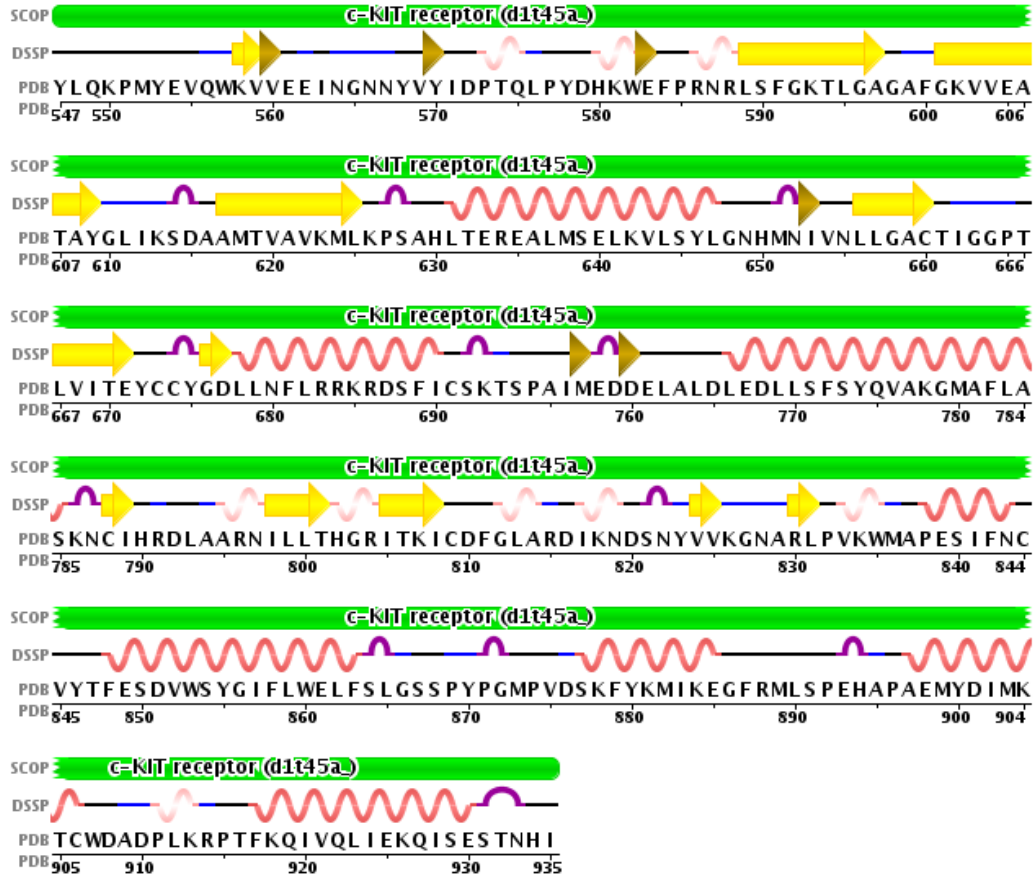 SCOP c-KIT receptor (d1t45a_)
DSSP
PDB YLQKPMYEVQWKVVEEINGNNYVYIDPTQLPYDHKWEFPRNRLSFGKTLGAGAFGKVVEA
PDB 547 550 560 570 580 590 600 606
SCOP c-KIT receptor (d1t45a_)
DSSP
PDB TAYGLIKSDAAMTVAVKMLKPSAHLTEREALMSELKVLSYLGNHMNIVNLLGACTIGGPT
PDB 607 610 620 630 640 650 660 666
SCOP c-KIT receptor (d1t45a_)
DSSP
PDB LVITEYCCYGDLLNFLRRKRDSFICSKTSPAIMEDDELALDLEDLLSFSYQVAKGMAFLA
PDB 667 670 680 690 760 770 780 784
SCOP c-KIT receptor (d1t45a_)
DSSP
PDB SKNCIHRDLAARNILLTHGRITKICDFGLARDIKNDSNYVVKGNARLPVKWMAPESIFNC
PDB 785 790 800 810 820 830 840 844
SCOP c-KIT receptor (d1t45a_)
DSSP
PDB VYTFESDVWSYGIFLWELFSLGSSPYPGMPVDSKFYKMIKEGFRMLSPEHAPAEMYDIMK
PDB 845 850 860 870 880 890 900 904
SCOP c-KIT receptor (d1t45a_)
DSSP
PDB TCWDADPLKRPTFKQIVQLIEKQISESTNHI
PDB 905 910 920 930 935